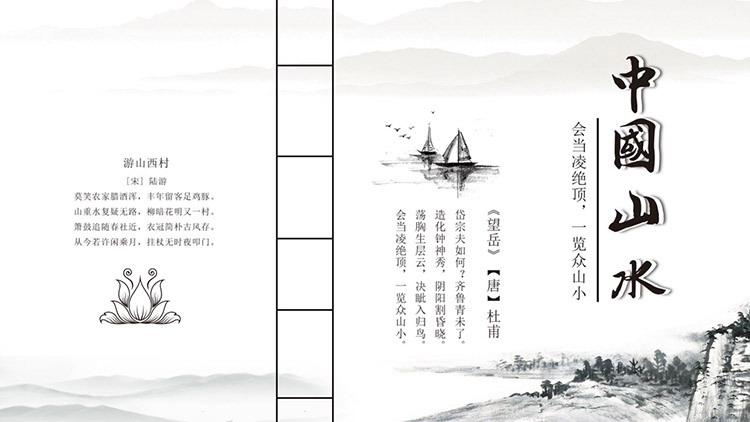 中國山水
会当凌绝顶，一览众山小
《望岳》【唐】杜甫
岱宗夫如何？齐鲁青未了。
造化钟神秀，阴阳割昏晓。
荡胸生层云，决眦入归鸟。
会当凌绝顶，一览众山小。
游山西村
［宋］陆游
莫笑农家腊酒浑，丰年留客足鸡豚。
山重水复疑无路，柳暗花明又一村。
箫鼓追随春社近，衣冠简朴古风存。
从今若许闲乘月，拄杖无时夜叩门。